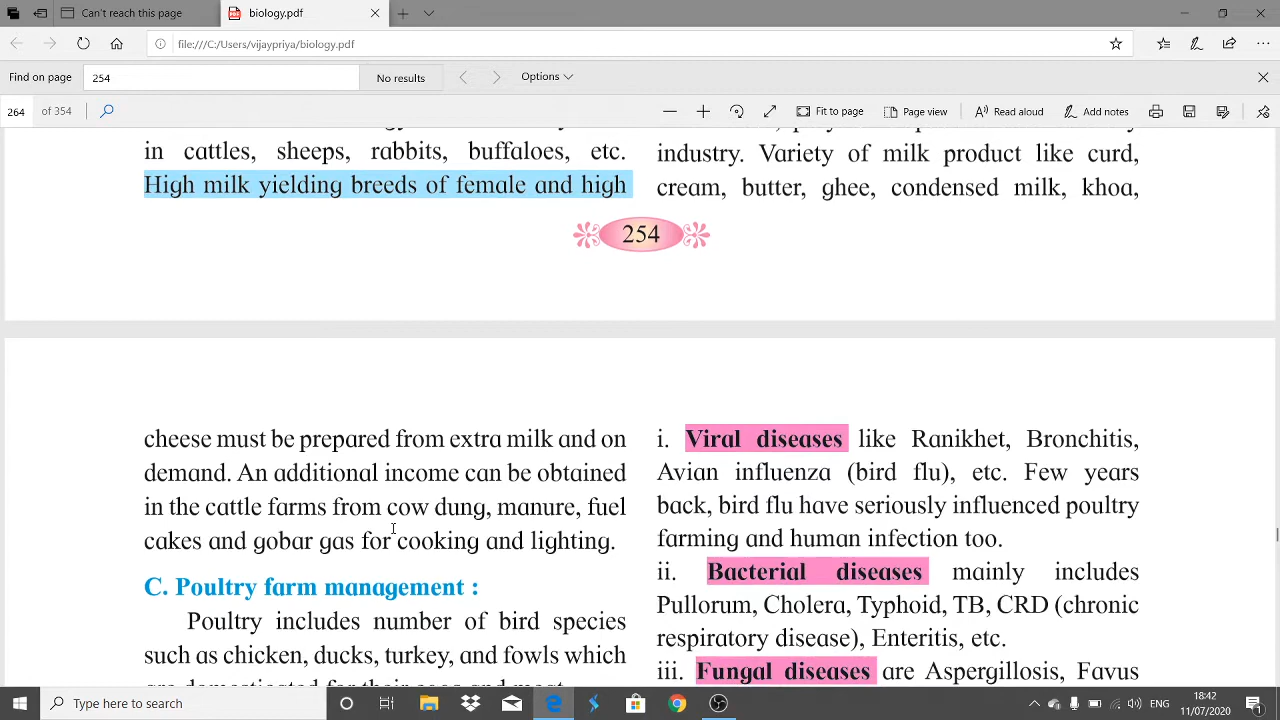 Can't reach this page
biology.pdf
file:///C:/Users/vijaypriya/biology.pdf
Find on page
254
No results
Options
264
of 354
Fit to page
Page view
Read aloud
Add notes
in cattles, sheeps, rabbits, buffaloes, etc.
High milk yielding breeds of female and high
industry. Variety of milk product like curd,
cream, butter, ghee, condensed milk, khoa,
254
cheese must be prepared from extra milk and on
demand. An additional income can be obtained
in the cattle farms from cow dung, manure, fuel
cakes and gobar gas for cooking and lighting.
C. Poultry farm management :
Poultry includes number of bird species
such as chicken, ducks, turkey, and fowls which
are domesticated for their eggs and meat.
i. Viral diseases like Ranikhet, Bronchitis,
Avian influenza (bird flu), etc. Few years
back, bird flu have seriously influenced poultry
farming and human infection too.
ii. Bacterial diseases mainly includes
Pullorum, Cholera, Typhoid, TB, CRD (chronic
respiratory disease), Enteritis, etc.
iii. Fungal diseases are Aspergillosis, Favus
Type here to search
ENG
18:42
11/07/2020